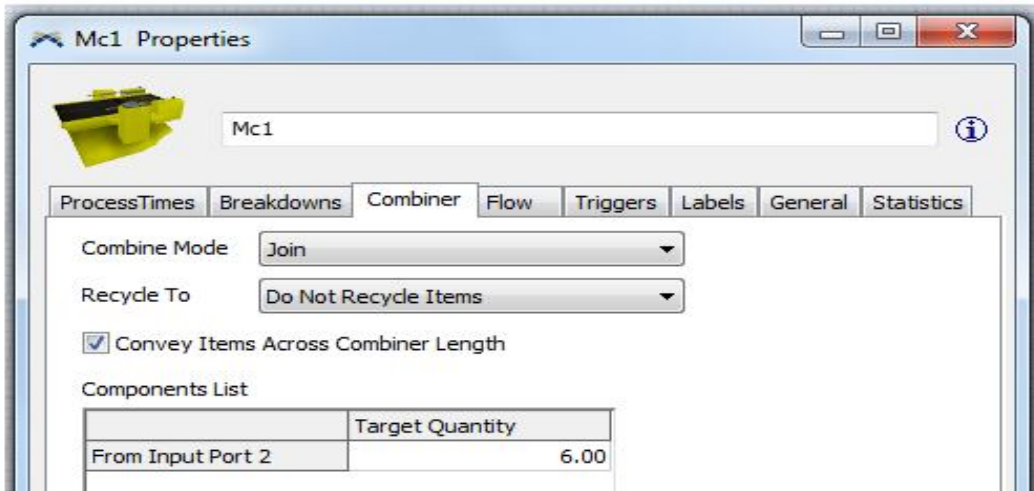 Mc1 Properties
Mc1
ProcessTimes Breakdowns Combiner Flow Triggers Labels General Statistics
Combine Mode Join
Recycle To Do Not Recycle Items
Convey Items Across Combiner Length
Components List
Target Quantity
From Input Port 2 6.00